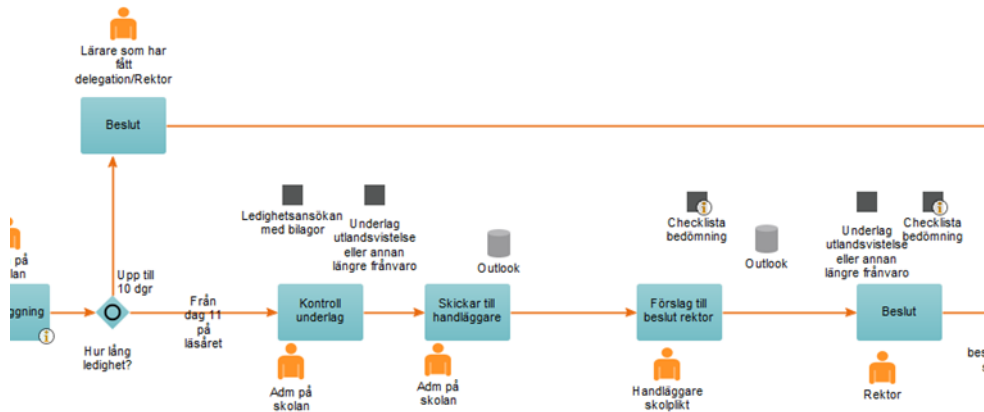 Lärare som har
fått
delegation/Rektor
Beslut
på
lan
ggning
Upp till
10 dgr
Hur lång
ledighet?
Från
dag 11
på
läsåret
Ledighetsansökan
med bilagor
Underlag
utlandsvistelse
eller annan
längre frånvaro
Kontroll
underlag
Adm på
skolan
Outlook
Skickar till
handläggare
Adm på
skolan
Checklista
bedömning
Outlook
Förslag till
beslut rektor
Handläggare
skolplikt
Underlag
utlandsvistelse
eller annan
längre frånvaro
Checklista
bedömning
Beslut
Rektor
bes
s